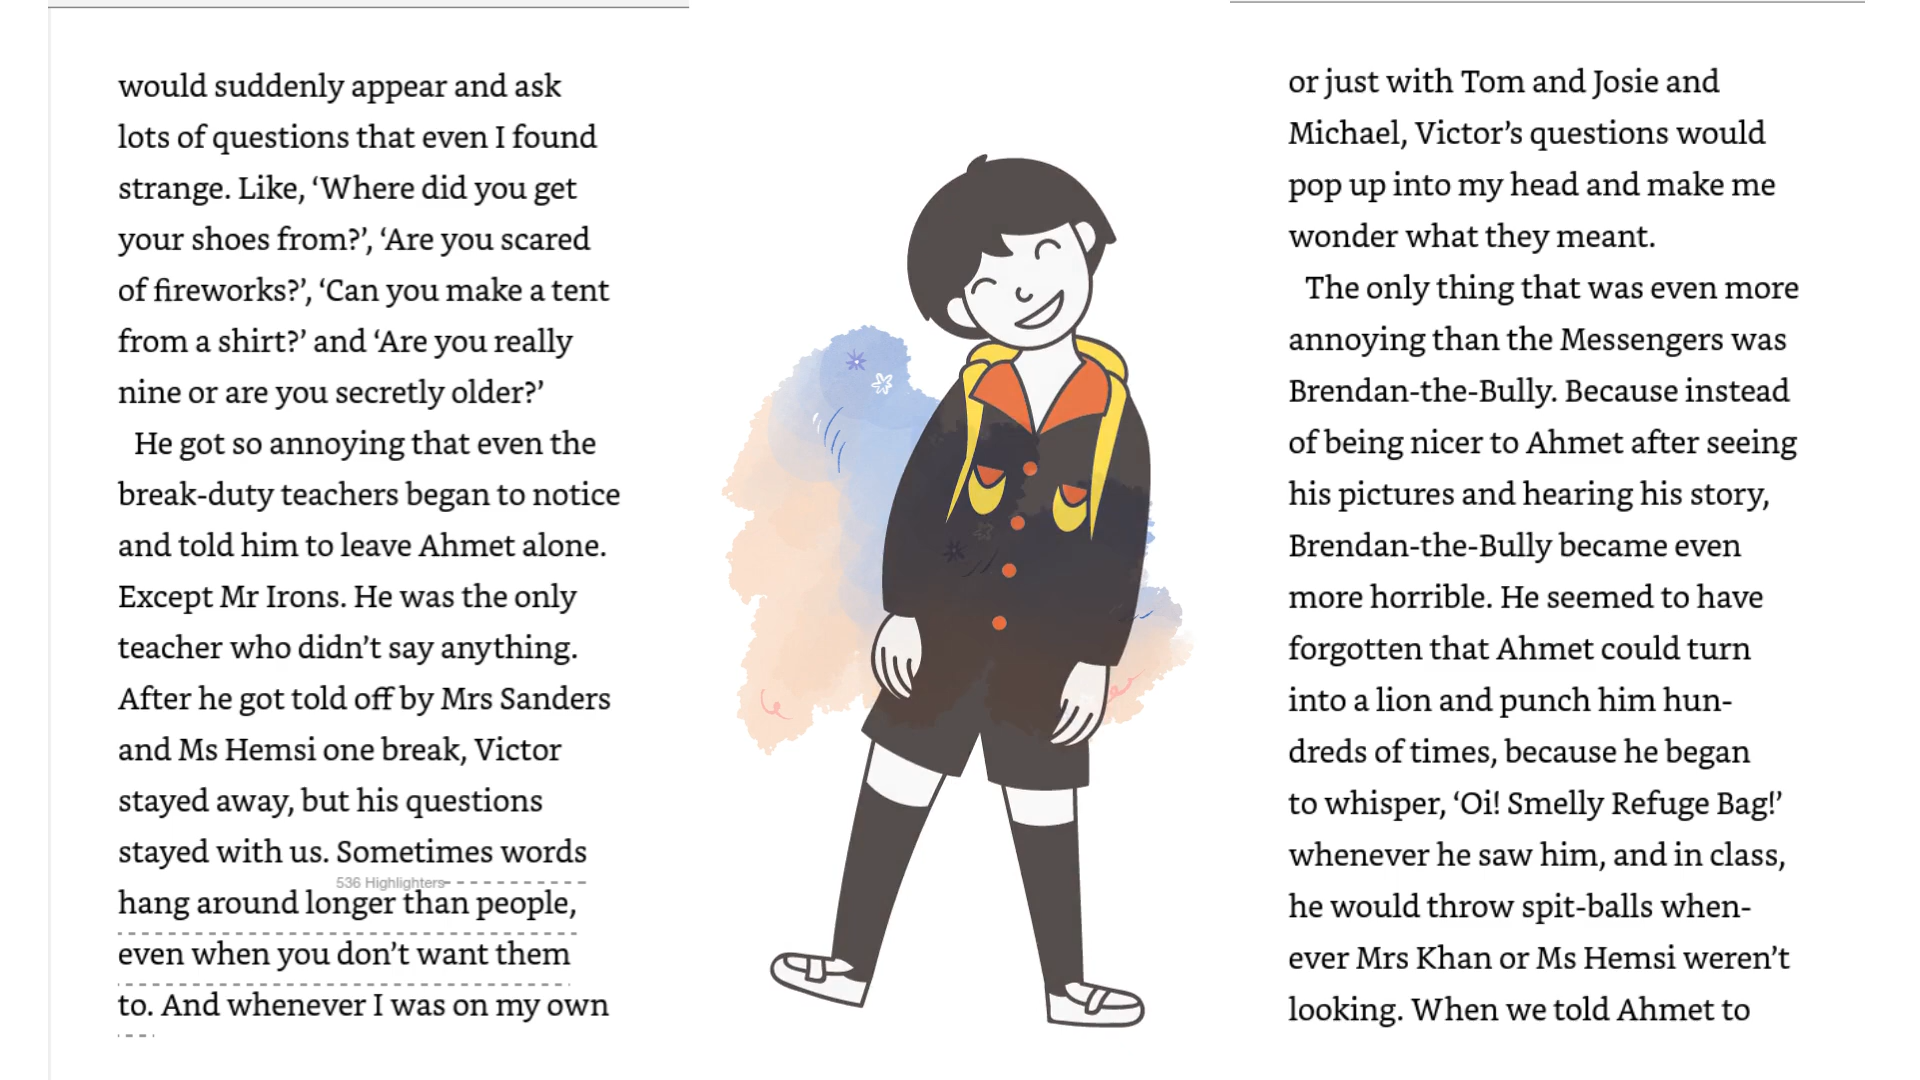 would suddenly appear and ask
lots of questions that even I found
strange. Like, ‘Where did you get
your shoes from?’, ‘Are you scared
of fireworks?’, ‘Can you make a tent
from a shirt?’ and ‘Are you really
nine or are you secretly older?’
He got so annoying that even the
break-duty teachers began to notice
and told him to leave Ahmet alone.
Except Mr Irons. He was the only
teacher who didn’t say anything.
After he got told off by Mrs Sanders
and Ms Hemsi one break, Victor
stayed away, but his questions
stayed with us. Sometimes words
536 Highlighters
hang around longer than people,
even when you don’t want them
to. And whenever I was on my own
or just with Tom and Josie and
Michael, Victor’s questions would
pop up into my head and make me
wonder what they meant.
The only thing that was even more
annoying than the Messengers was
Brendan-the-Bully. Because instead
of being nicer to Ahmet after seeing
his pictures and hearing his story,
Brendan-the-Bully became even
more horrible. He seemed to have
forgotten that Ahmet could turn
into a lion and punch him hun-
dreds of times, because he began
to whisper, ‘Oi! Smelly Refuge Bag!’
whenever he saw him, and in class,
he would throw spit-balls when-
ever Mrs Khan or Ms Hemsi weren’t
looking. When we told Ahmet to